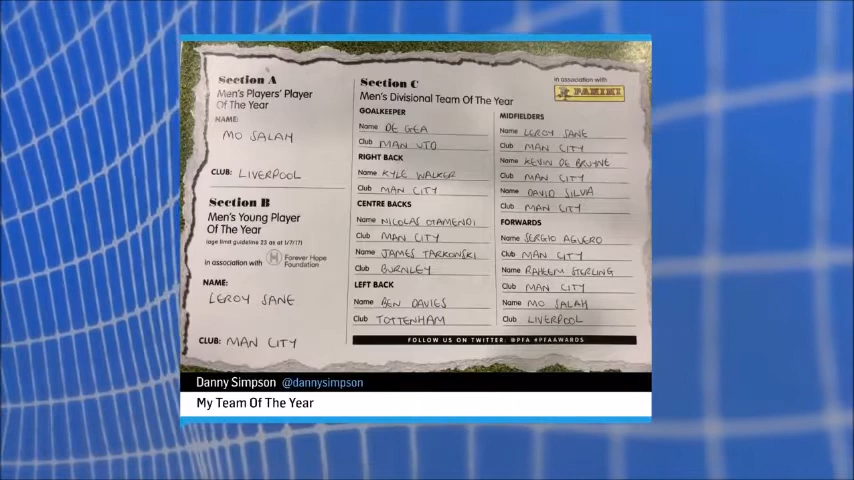 Section A
Men's Players' Player
Of The Year
NAME:
MO SALAH
CLUB: LIVERPOOL
Section B
Men's Young Player
Of The Year
(age limit guideline 23 as at 1/7/17)
in association with Forever Hope
Foundation
NAME:
LEROY SANE
CLUB: MAN CITY
Section C
Men's Divisional Team Of The Year
in association with
PANINI
GOALKEEPER
Name DE GEA
Club MAN UTD
RIGHT BACK
Name KYLE WALKER
Club MAN CITY
CENTRE BACKS
Name NICOLAS OTAMENDI
Club MAN CITY
Name JAMES TARKOWSKI
Club BURNLEY
LEFT BACK
Name BEN DAVIES
Club TOTTENHAM
MIDFIELDERS
Name LEROY SANE
Club MAN CITY
Name KEVIN DE BRUYNE
Club MAN CITY
Name DAVID SILVA
Club MAN CITY
FORWARDS
Name SERGIO AGUERO
Club MAN CITY
Name RAHEEM STERLING
Club MAN CITY
Name MO SALAH
Club LIVERPOOL
FOLLOW US ON TWITTER: @PFA #PFAAWARDS
Danny Simpson @dannysimpson
My Team Of The Year